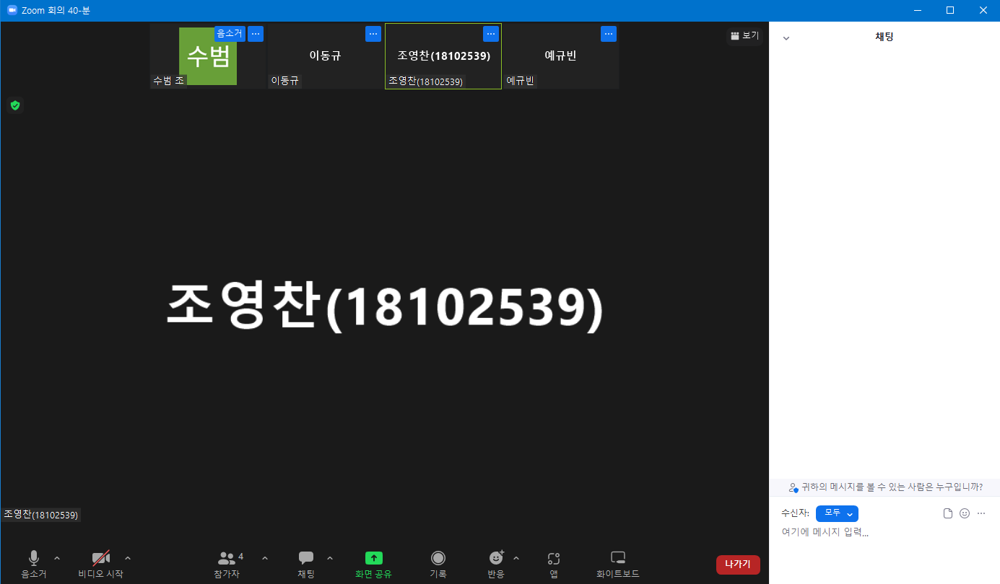 Zoom 회의 40-분
수범
음소거
수범 조
이동규
이동규
조영찬(18102539)
조영찬(18102539)
예규빈
예규빈
보기
채팅
조영찬(18102539)
조영찬(18102539)
귀하의 메시지를 볼 수 있는 사람은 누구입니까?
수신자: 모두
여기에 메시지 입력...
음소거
비디오 시작
4
참가자
채팅
화면 공유
기록
반응
앱
화이트보드
나가기